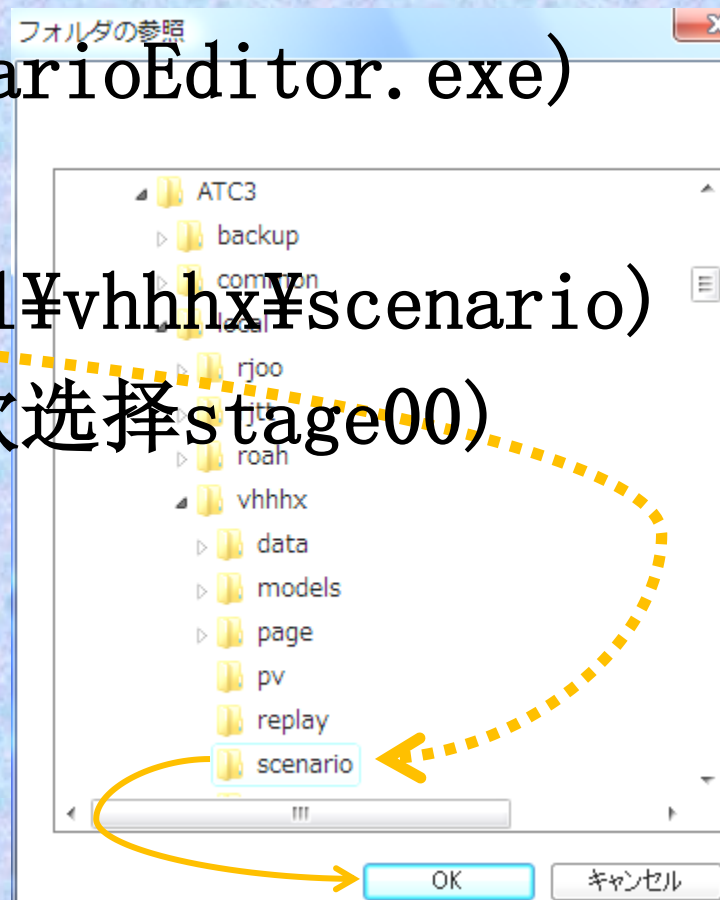 フォルダの参照
arioEditor.exe)
ATC3
backup
common
l¥vhhhx¥scenario)
local
rjoo
rjtt
选择stage00)
roah
vhhhx
data
models
page
pv
replay
scenario
OK
キャンセル